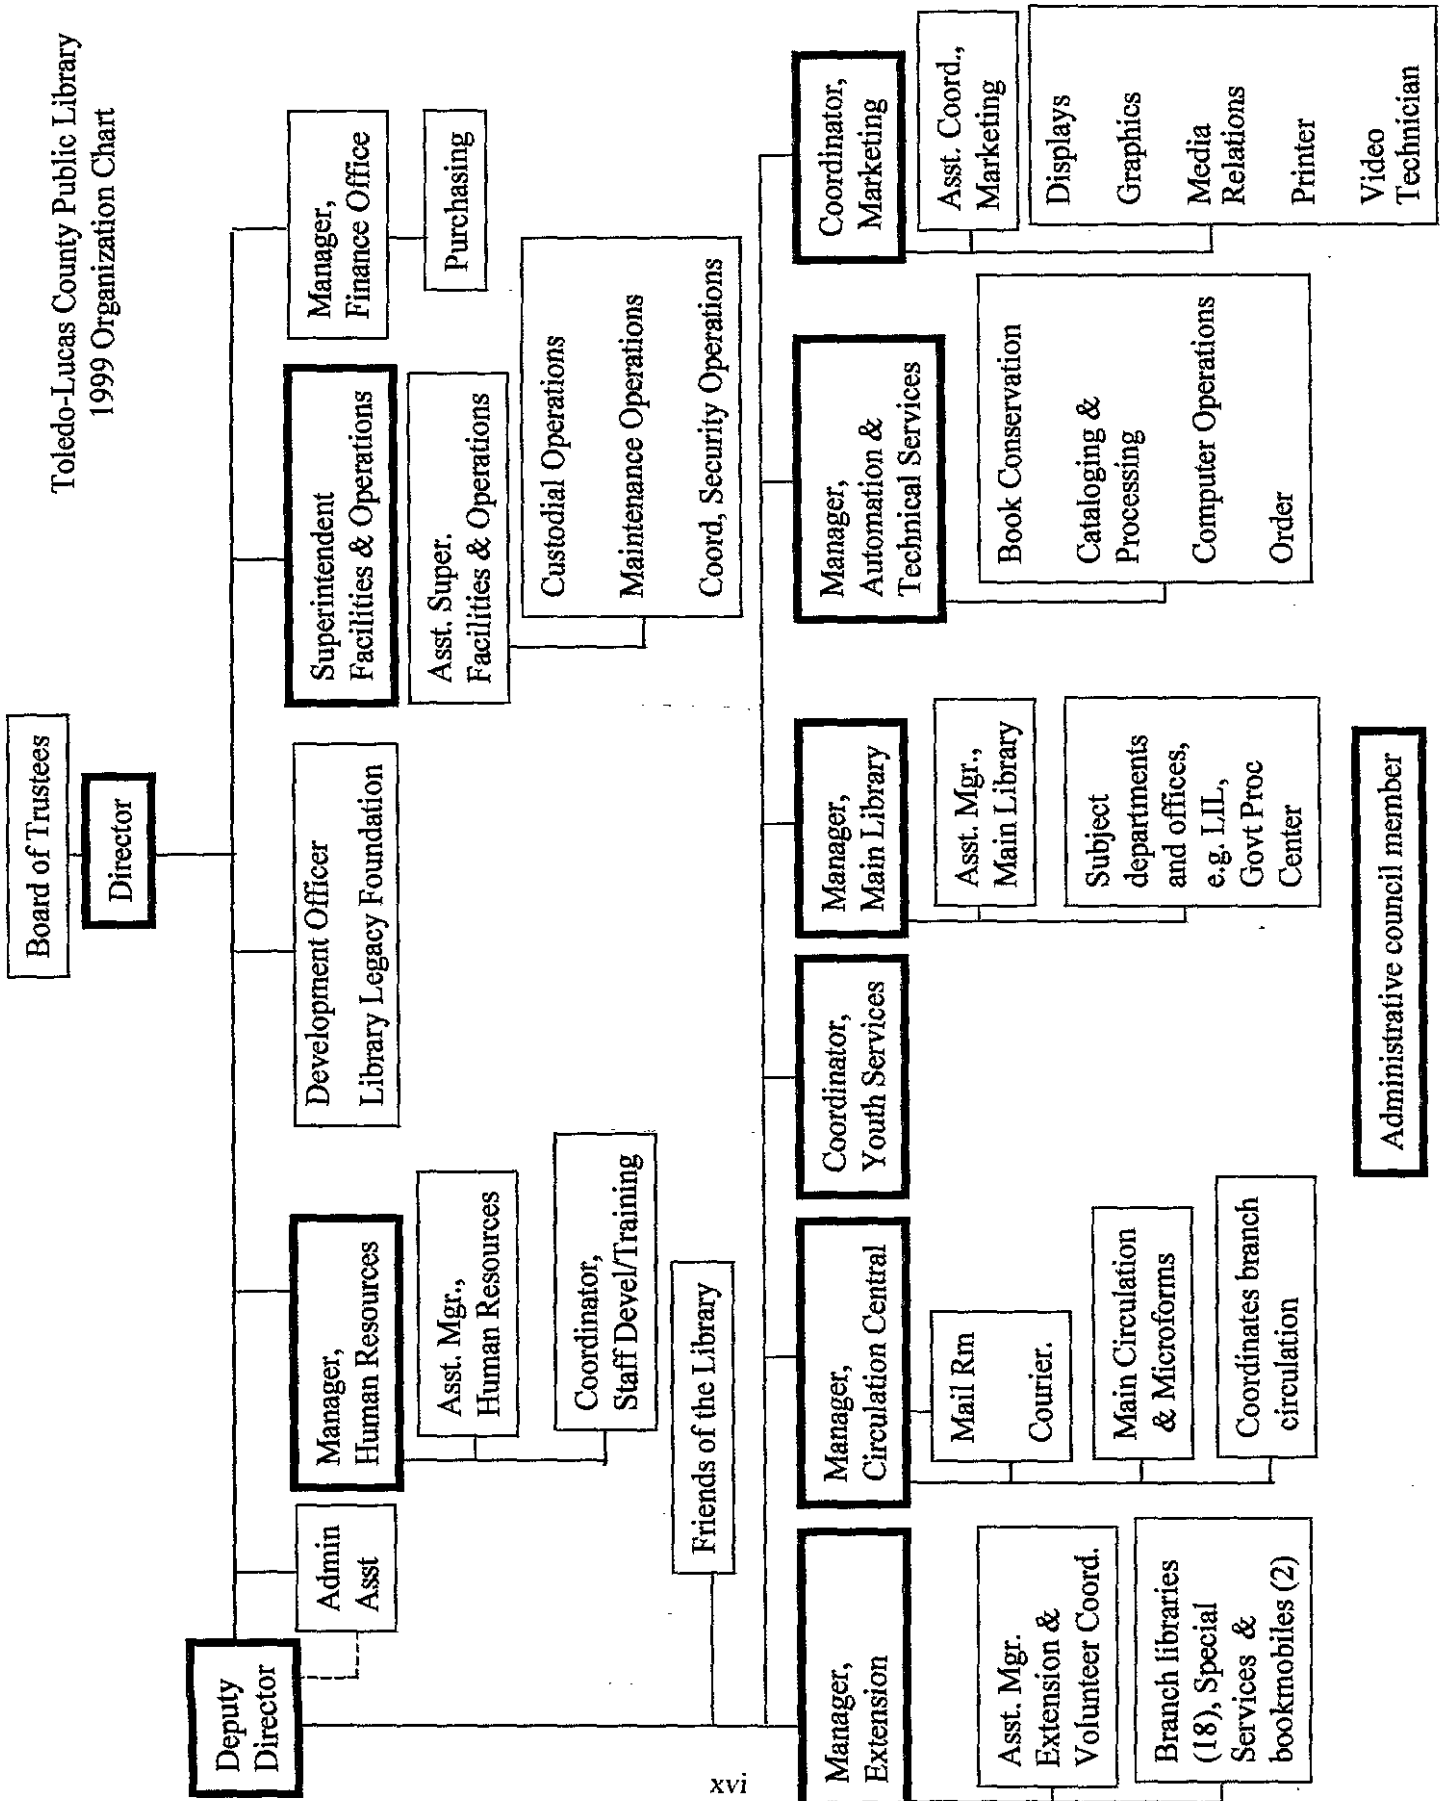 Toledo-Lucas County Public Library
1999 Organization Chart
Board of Trustees
Director
Deputy
Director
Admin
Asst
Manager,
Human Resources
Asst. Mgr.,
Human Resources
Coordinator,
Staff Devel/Training
Development Officer
Library Legacy Foundation
Superintendent
Facilities & Operations
Asst. Super.
Facilities & Operations
Custodial Operations
Maintenance Operations
Coord, Security Operations
Manager,
Finance Office
Purchasing
Friends of the Library
Manager,
Extension
Asst. Mgr.
Extension &
Volunteer Coord.
Branch libraries
(18), Special
Services &
bookmobiles (2)
Manager,
Circulation Central
Mail Rm
Courier.
Main Circulation
& Microforms
Coordinates branch
circulation
Coordinator,
Youth Services
Manager,
Main Library
Asst. Mgr.,
Main Library
Subject
departments
and offices,
e.g. LIL,
Govt Proc
Center
Manager,
Automation &
Technical Services
Book Conservation
Cataloging &
Processing
Computer Operations
Order
Coordinator,
Marketing
Asst. Coord.,
Marketing
Displays
Graphics
Media
Relations
Printer
Video
Technician
Administrative council member
xvi